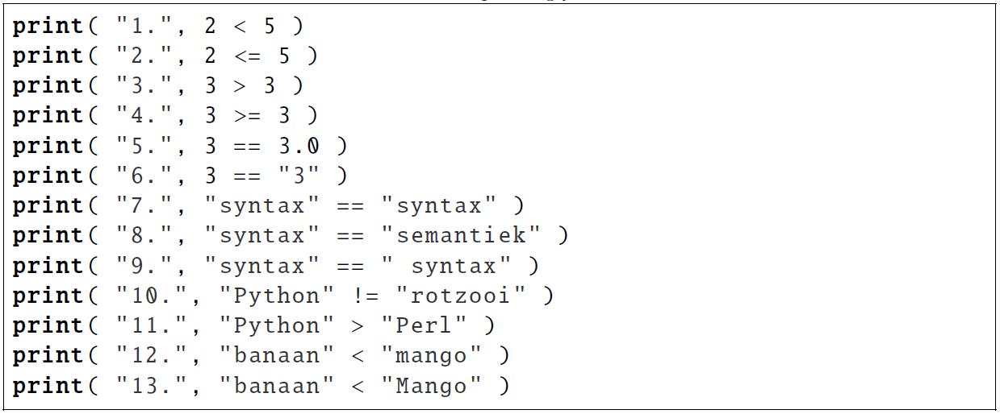 print( "1.", 2 < 5 )
print( "2.", 2 <= 5 )
print( "3.", 3 > 3 )
print( "4.", 3 >= 3 )
print( "5.", 3 == 3.0 )
print( "6.", 3 == "3" )
print( "7.", "syntax" == "syntax" )
print( "8.", "syntax" == "semantiek" )
print( "9.", "syntax" == " syntax" )
print( "10.", "Python" != "rotzooi" )
print( "11.", "Python" > "Perl" )
print( "12.", "banaan" < "mango" )
print( "13.", "banaan" < "Mango" )